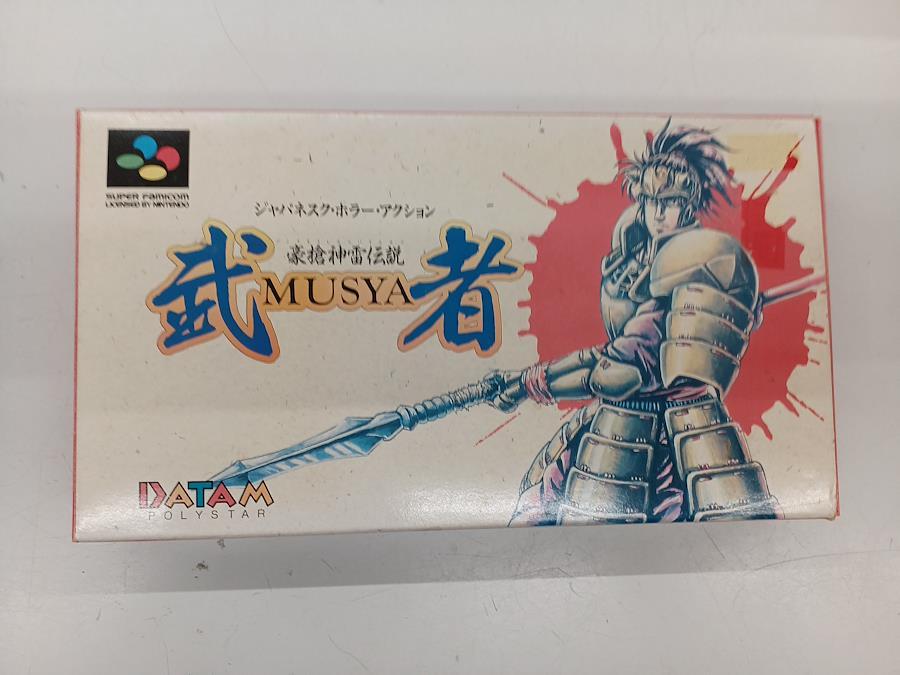 SUPER FAMICOM
LICENSED BY NINTENDO
ジャパネスク・ホラー・アクション
豪槍神雷伝説
武者
MUSYA
DATAM
POLYSTAR